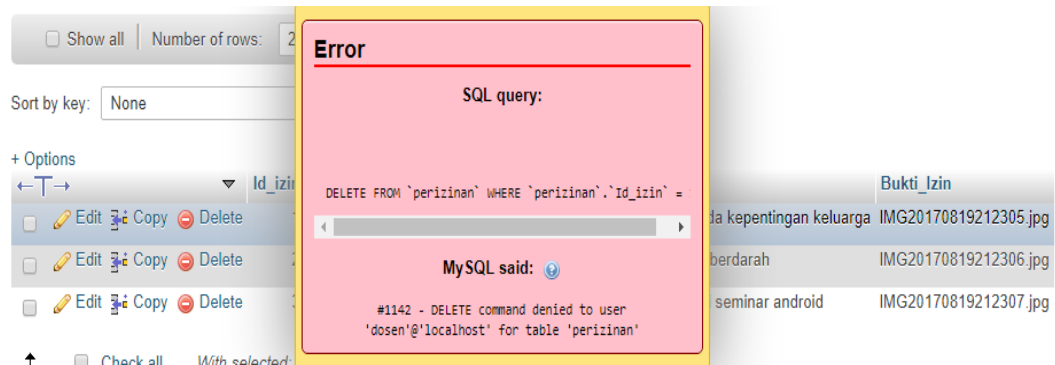 Show all Number of rows: 2
Error
SQL query:
Sort by key: None
+ Options
Id_izin Bukti_Izin
DELETE FROM `perizinan` WHERE `perizinan`.`Id_izin` =
Edit Copy Delete kepentingan keluarga IMG20170819212305.jpg
Edit Copy Delete 2 berdarah IMG20170819212306.jpg
MySQL said:
Edit Copy Delete 3 seminar android IMG20170819212307.jpg
#1142 - DELETE command denied to user
'dosen'@'localhost' for table 'perizinan'
Check all With selected: